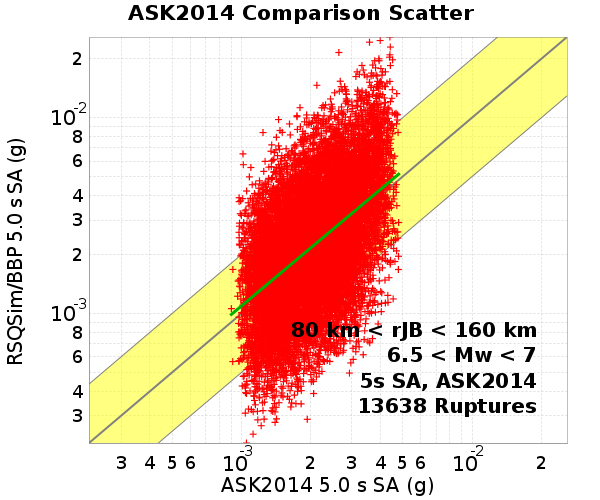 ASK2014 Comparison Scatter
RSQSim/BBP 5.0 s SA (g)
2
10-2
8
6
4
3
2
10-3
8
6
4
3
80 km < rJB < 160 km
6.5 < Mw < 7
5s SA, ASK2014
13638 Ruptures
3 4 5 6 10-3 2 3 4 5 6 10-2 2
ASK2014 5.0 s SA (g)